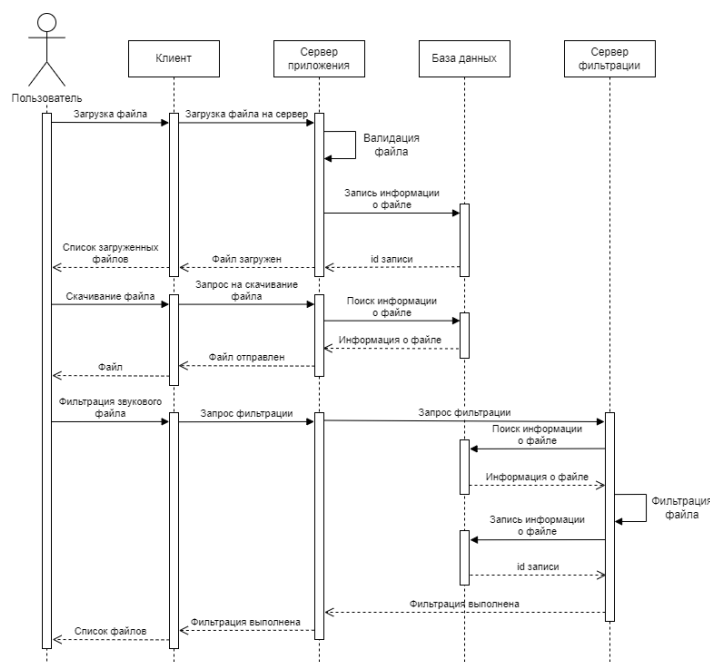 Пользователь
Клиент
Сервер
приложения
База данных
Сервер
фильтрации
Загрузка файла
Загрузка файла на сервер
Валидация
файла
Запись информации
о файле
Список загруженных
файлов
Файл загружен
id записи
Скачивание файла
Запрос на скачивание
файла
Поиск информации
о файле
Информация о файле
Файл отправлен
Файл
Фильтрация звукового
файла
Запрос фильтрации
Запрос фильтрации
Поиск информации
о файле
Информация о файле
Фильтрация
файла
Запись информации
о файле
id записи
Фильтрация выполнена
Фильтрация выполнена
Список файлов